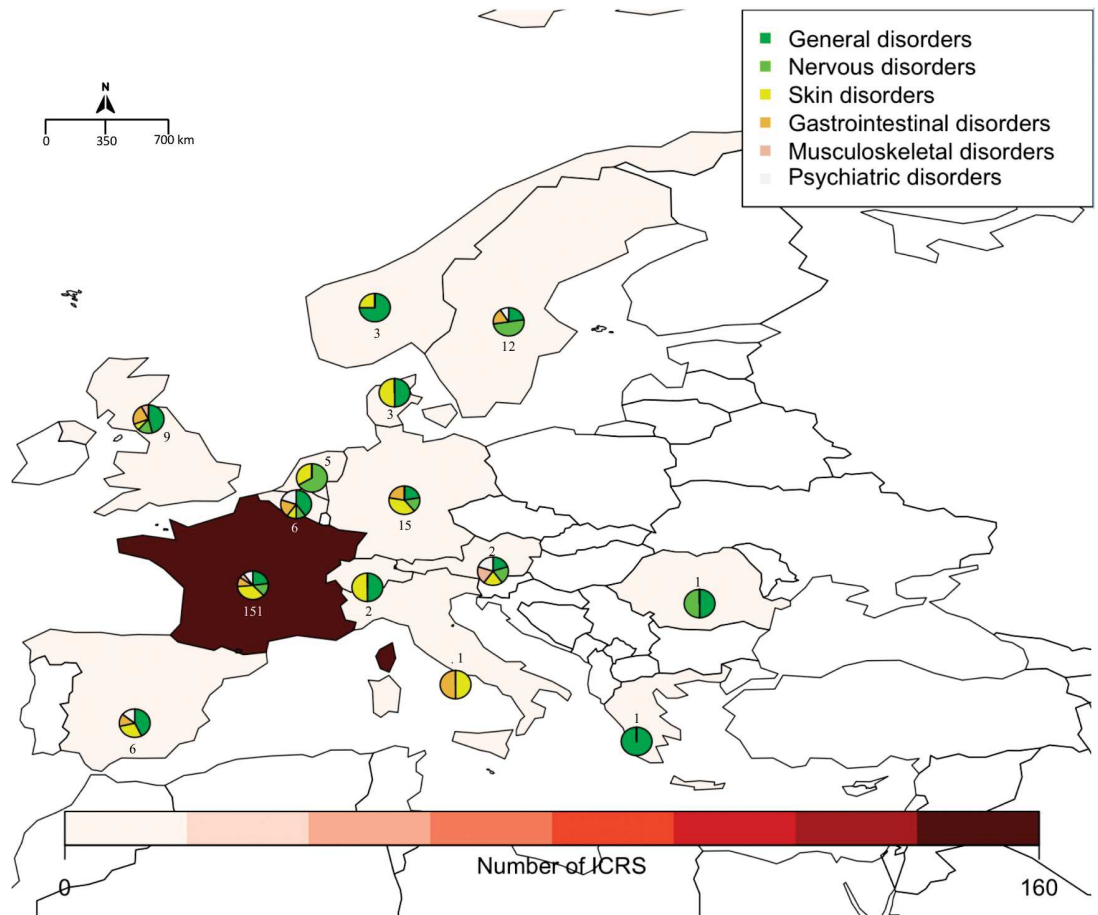 General disorders
Nervous disorders
Skin disorders
Gastrointestinal disorders
Musculoskeletal disorders
Psychiatric disorders
N
0 350 700 km
3
12
3
9
5
6
15
2
151
2
1
. 1
6
1
Number of ICRS
0 160